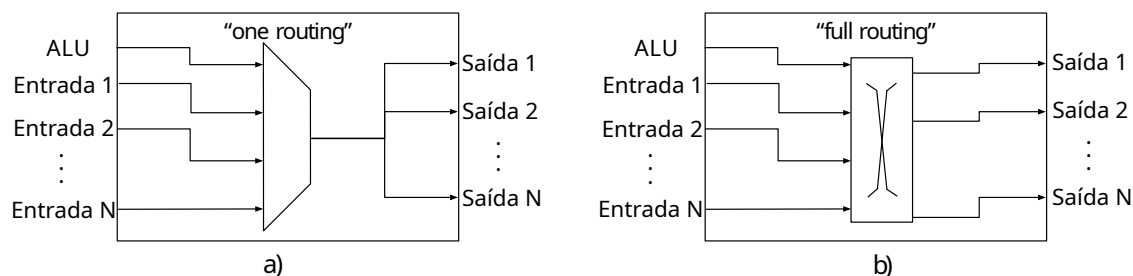 “one routing”
ALU
Entrada 1
Entrada 2
Entrada N
Saída 1
Saída 2
Saída N
a)
“full routing”
ALU
Entrada 1
Entrada 2
Entrada N
Saída 1
Saída 2
Saída N
b)